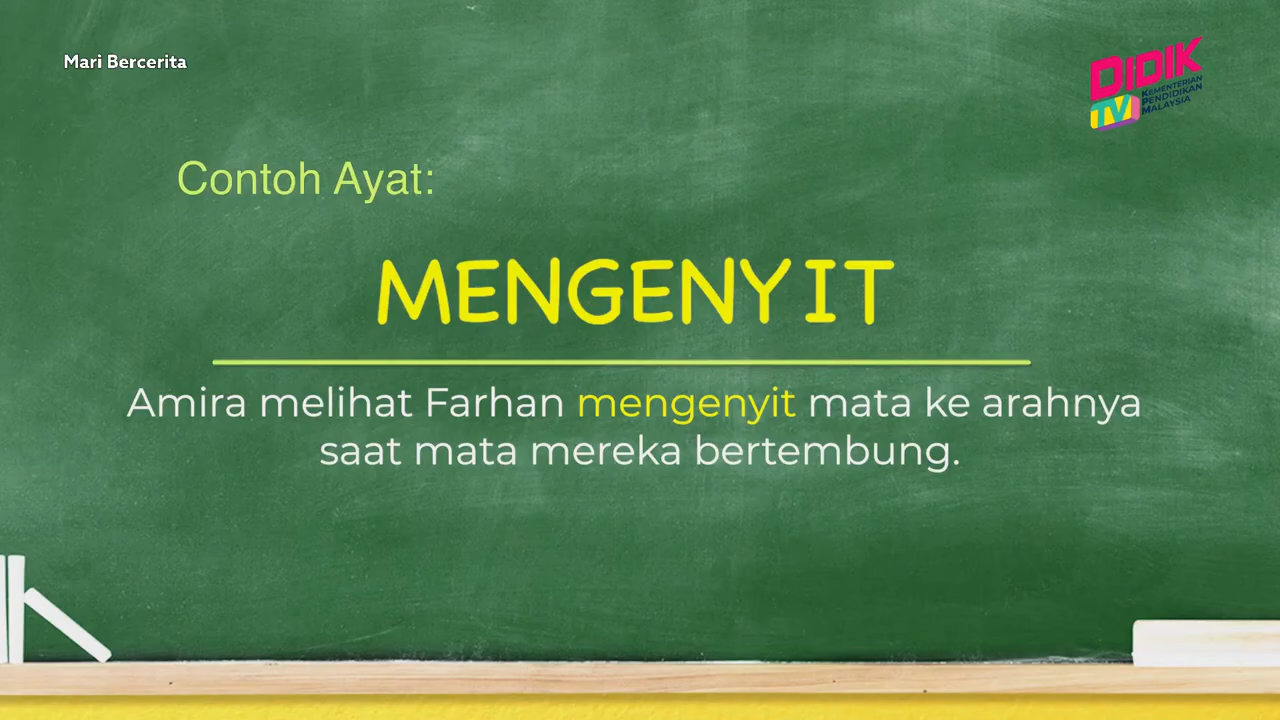 Mari Bercerita
DIDIK
TV
KEMENTERIAN
PENDIDIKAN
MALAYSIA
Contoh Ayat:
MENGENYIT
Amira melihat Farhan mengenyit mata ke arahnya
saat mata mereka bertembung.